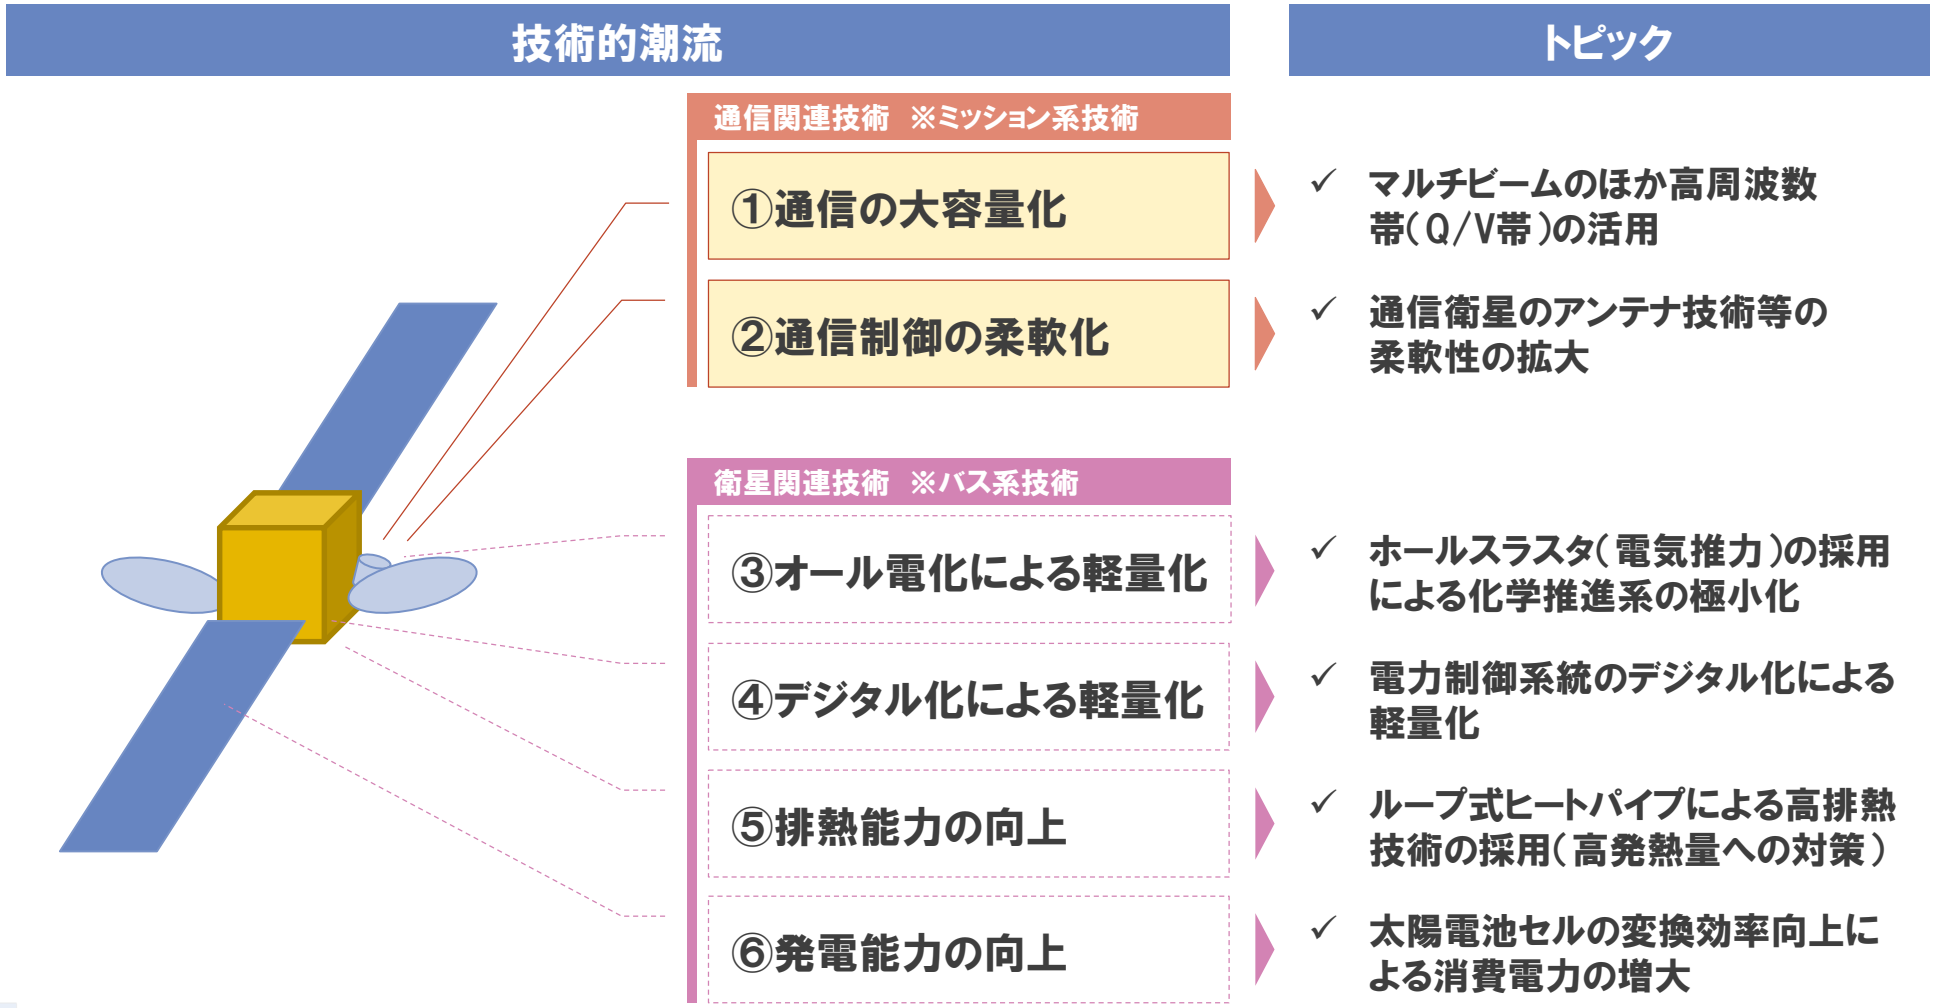 技術的潮流
トピック
通信関連技術 ※ミッション系技術
①通信の大容量化
✓ マルチビームのほか高周波数
帯(Q/V帯)の活用
②通信制御の柔軟化
✓ 通信衛星のアンテナ技術等の
柔軟性の拡大
衛星関連技術 ※バス系技術
③オール電化による軽量化
✓ ホールスラスタ(電気推力)の採用
による化学推進系の極小化
④デジタル化による軽量化
✓ 電力制御系統のデジタル化による
軽量化
⑤排熱能力の向上
✓ ループ式ヒートパイプによる高排熱
技術の採用(高発熱量への対策)
⑥発電能力の向上
✓ 太陽電池セルの変換効率向上に
よる消費電力の増大